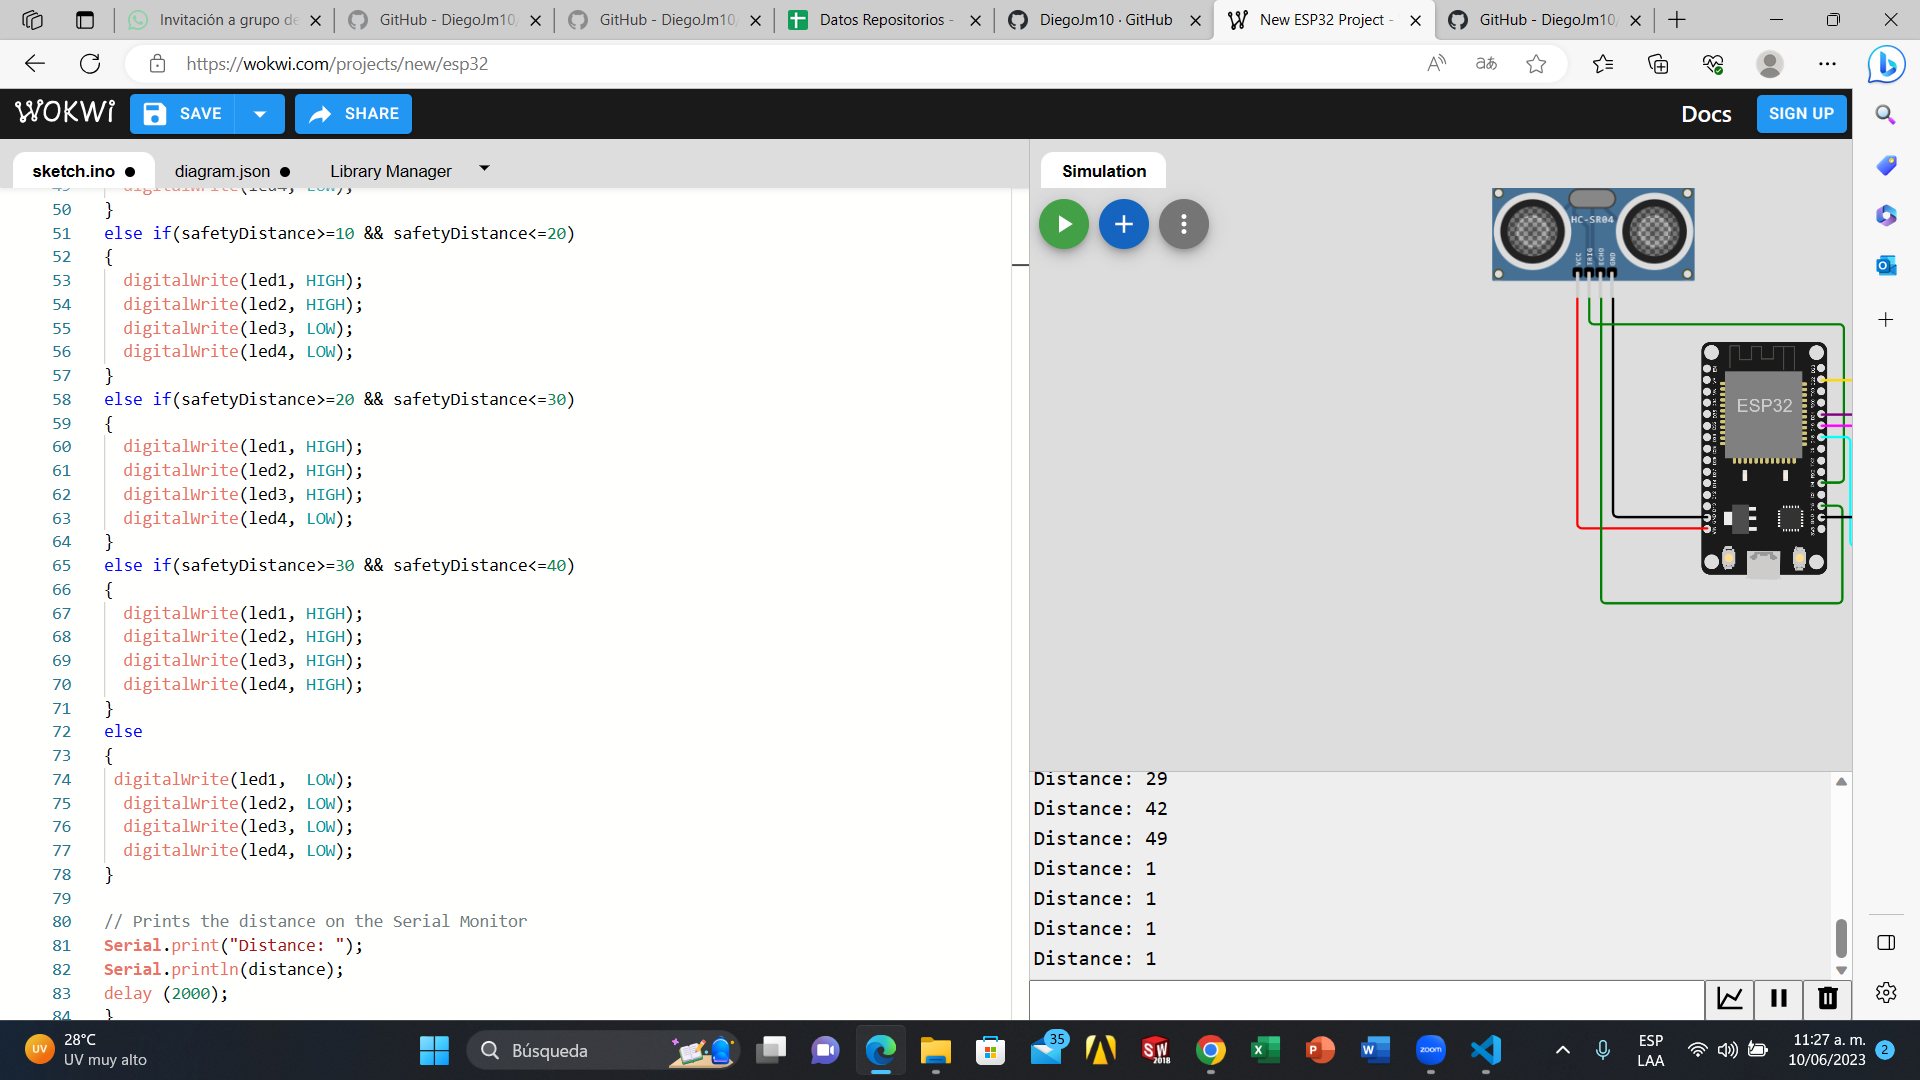 Invitación a grupo de
GitHub - DiegoJm10/
GitHub - DiegoJm10/
Datos Repositorios -
DiegoJm10 · GitHub
New ESP32 Project -
GitHub - DiegoJm10/
https://wokwi.com/projects/new/esp32
WOKWI
SAVE
SHARE
Docs
SIGN UP
sketch.ino ●
diagram.json ●
Library Manager
Simulation
49 digitalWrite(led4, LOW);
50 }
51 else if(safetyDistance>=10 && safetyDistance<=20)
52 {
53 digitalWrite(led1, HIGH);
54 digitalWrite(led2, HIGH);
55 digitalWrite(led3, LOW);
56 digitalWrite(led4, LOW);
57 }
58 else if(safetyDistance>=20 && safetyDistance<=30)
59 {
60 digitalWrite(led1, HIGH);
61 digitalWrite(led2, HIGH);
62 digitalWrite(led3, HIGH);
63 digitalWrite(led4, LOW);
64 }
65 else if(safetyDistance>=30 && safetyDistance<=40)
66 {
67 digitalWrite(led1, HIGH);
68 digitalWrite(led2, HIGH);
69 digitalWrite(led3, HIGH);
70 digitalWrite(led4, HIGH);
71 }
72 else
73 {
74 digitalWrite(led1,  LOW);
75 digitalWrite(led2, LOW);
76 digitalWrite(led3, LOW);
77 digitalWrite(led4, LOW);
78 }
79
80 // Prints the distance on the Serial Monitor
81 Serial.print("Distance: ");
82 Serial.println(distance);
83 delay (2000);
84 }
HC-SR04
VCC
TRIG
ECHO
GND
ESP32
Distance: 29
Distance: 42
Distance: 49
Distance: 1
Distance: 1
Distance: 1
Distance: 1
UV
28°C
UV muy alto
Búsqueda
35
SW
2018
zoom
ESP
LAA
11:27 a. m.
10/06/2023
2